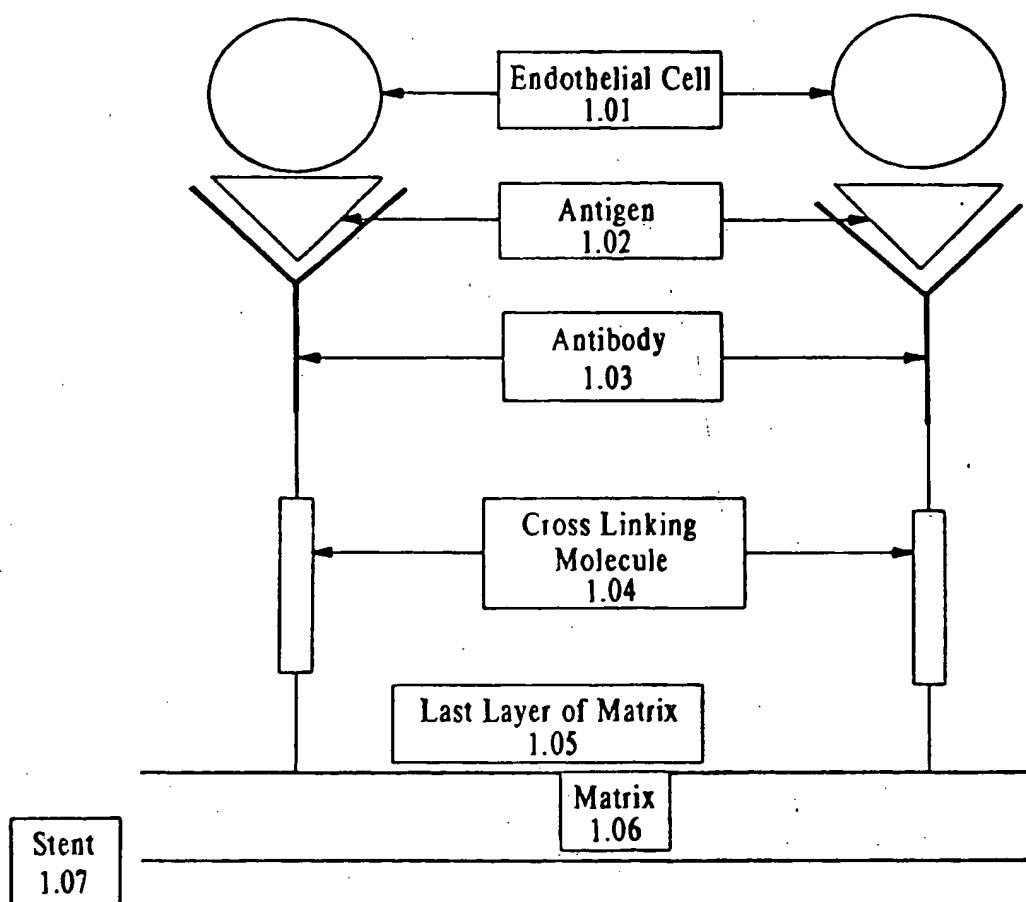 Endothelial Cell
1.01
Antigen
1.02
Antibody
1.03
Cross Linking
Molecule
1.04
Last Layer of Matrix
1.05
Matrix
1.06
Stent
1.07